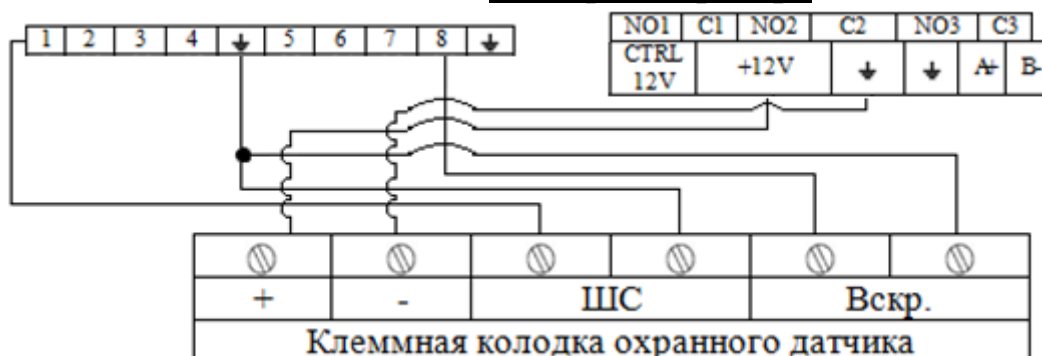 NO1 C1 NO2 C2 NO3 C3
1 2 3 4 5 6 7 8
CTRL 12V +12V A+ B-
+ - ШС Вскр.
Клеммная колодка охранного датчика